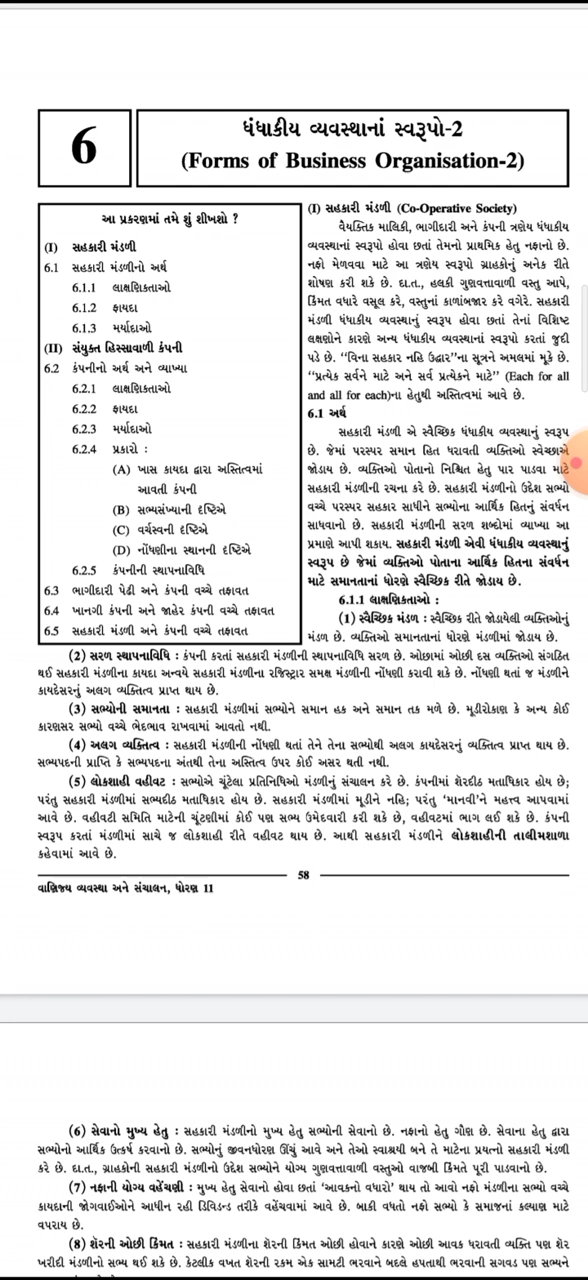 6
ધંધાકીય વ્યવસ્થાનાં સ્વરૂપો-2
(Forms of Business Organisation-2)
આ પ્રકરણમાં તમે શું શીખશો ?
(I) સહકારી મંડળી
6.1 સહકારી મંડળીનો અર્થ
6.1.1 લાક્ષણિકતાઓ
6.1.2 ફાયદા
6.1.3 મર્યાદાઓ
(II) સંયુક્ત હિસ્સાવાળી કંપની
6.2 કંપનીનો અર્થ અને વ્યાખ્યા
6.2.1 લાક્ષણિકતાઓ
6.2.2 ફાયદા
6.2.3 મર્યાદાઓ
6.2.4 પ્રકારો :
(A) ખાસ કાયદા દ્વારા અસ્તિત્વમાં
આવતી કંપની
(B) સભ્યસંખ્યાની દૃષ્ટિએ
(C) વર્ચસ્વની દૃષ્ટિએ
(D) નોંધણીના સ્થાનની દૃષ્ટિએ
6.2.5 કંપનીની સ્થાપનાવિધિ
6.3 ભાગીદારી પેઢી અને કંપની વચ્ચે તફાવત
6.4 ખાનગી કંપની અને જાહેર કંપની વચ્ચે તફાવત
6.5 સહકારી મંડળી અને કંપની વચ્ચે તફાવત
(I) સહકારી મંડળી (Co-Operative Society)
વૈયક્તિક માલિકી, ભાગીદારી અને કંપની ત્રણેય ધંધાકીય
વ્યવસ્થાનાં સ્વરૂપો હોવા છતાં તેમનો પ્રાથમિક હેતુ નફાનો છે.
નફો મેળવવા માટે આ ત્રણેય સ્વરૂપો ગ્રાહકોનું અનેક રીતે
શોષણ કરી શકે છે. દા.ત., હલકી ગુણવત્તાવાળી વસ્તુ આપે,
કિંમત વધારે વસૂલ કરે, વસ્તુનાં કાળાંબજાર કરે વગેરે. સહકારી
મંડળી ધંધાકીય વ્યવસ્થાનું સ્વરૂપ હોવા છતાં તેનાં વિશિષ્ટ
લક્ષણોને કારણે અન્ય ધંધાકીય વ્યવસ્થાનાં સ્વરૂપો કરતાં જુદી
પડે છે. “વિના સહકાર નહિ ઉદ્ધાર”ના સૂત્રને અમલમાં મૂકે છે.
“પ્રત્યેક સર્વને માટે અને સર્વ પ્રત્યેકને માટે” (Each for all
and all for each)ના હેતુથી અસ્તિત્વમાં આવે છે.
6.1 અર્થ
સહકારી મંડળી એ સ્વૈચ્છિક ધંધાકીય વ્યવસ્થાનું સ્વરૂપ
છે. જેમાં પરસ્પર સમાન હિત ધરાવતી વ્યક્તિઓ સ્વેચ્છાએ
જોડાય છે. વ્યક્તિઓ પોતાનો નિશ્ચિત હેતુ પાર પાડવા માટે
સહકારી મંડળીની રચના કરે છે. સહકારી મંડળીનો ઉદ્દેશ સભ્યો
વચ્ચે પરસ્પર સહકાર સાધીને સભ્યોના આર્થિક હિતનું સંવર્ધન
સાધવાનો છે. સહકારી મંડળીની સરળ શબ્દોમાં વ્યાખ્યા આ
પ્રમાણે આપી શકાય. સહકારી મંડળી એવી ધંધાકીય વ્યવસ્થાનું
સ્વરૂપ છે જેમાં વ્યક્તિઓ પોતાના આર્થિક હિતના સંવર્ધન
માટે સમાનતાનાં ધોરણે સ્વૈચ્છિક રીતે જોડાય છે.
6.1.1 લાક્ષણિકતાઓ :
(1) સ્વૈચ્છિક મંડળ : સ્વૈચ્છિક રીતે જોડાયેલી વ્યક્તિઓનું
મંડળ છે. વ્યક્તિઓ સમાનતાનાં ધોરણે મંડળીમાં જોડાય છે.
(2) સરળ સ્થાપનાવિધિ : કંપની કરતાં સહકારી મંડળીની સ્થાપનાવિધિ સરળ છે. ઓછામાં ઓછી દસ વ્યક્તિઓ સંગઠિત
થઈ સહકારી મંડળીના કાયદા અન્વયે સહકારી મંડળીના રજિસ્ટ્રાર સમક્ષ મંડળીની નોંધણી કરાવી શકે છે. નોંધણી થતાં જ મંડળીને
કાયદેસરનું અલગ વ્યક્તિત્વ પ્રાપ્ત થાય છે.
(3) સભ્યોની સમાનતા : સહકારી મંડળીમાં સભ્યોને સમાન હક અને સમાન તક મળે છે. મૂડીરોકાણ કે અન્ય કોઈ
કારણસર સભ્યો વચ્ચે ભેદભાવ રાખવામાં આવતો નથી.
(4) અલગ વ્યક્તિત્વ : સહકારી મંડળીની નોંધણી થતાં તેને તેના સભ્યોથી અલગ કાયદેસરનું વ્યક્તિત્વ પ્રાપ્ત થાય છે.
સભ્યપદની પ્રાપ્તિ કે સભ્યપદના અંતથી તેના અસ્તિત્વ ઉપર કોઈ અસર થતી નથી.
(5) લોકશાહી વહીવટ : સભ્યોએ ચૂંટેલા પ્રતિનિધિઓ મંડળીનું સંચાલન કરે છે. કંપનીમાં શેરદીઠ મતાધિકાર હોય છે;
પરંતુ સહકારી મંડળીમાં સભ્યદીઠ મતાધિકાર હોય છે. સહકારી મંડળીમાં મૂડીને નહિ; પરંતુ ‘માનવી’ને મહત્ત્વ આપવામાં
આવે છે. વહીવટી સમિતિ માટેની ચૂંટણીમાં કોઈ પણ સભ્ય ઉમેદવારી કરી શકે છે, વહીવટમાં ભાગ લઈ શકે છે. કંપની
સ્વરૂપ કરતાં મંડળીમાં સાચે જ લોકશાહી રીતે વહીવટ થાય છે. આથી સહકારી મંડળીને લોકશાહીની તાલીમશાળા
કહેવામાં આવે છે.
58
વાણિજ્ય વ્યવસ્થા અને સંચાલન, ધોરણ 11
(6) સેવાનો મુખ્ય હેતુ : સહકારી મંડળીનો મુખ્ય હેતુ સભ્યોની સેવાનો છે. નફાનો હેતુ ગૌણ છે. સેવાના હેતુ દ્વારા
સભ્યોનો આર્થિક ઉત્કર્ષ કરવાનો છે. સભ્યોનું જીવનધોરણ ઊંચું આવે અને તેઓ સ્વાશ્રયી બને તે માટેના પ્રયત્નો સહકારી મંડળી
કરે છે. દા.ત., ગ્રાહકોની સહકારી મંડળીનો ઉદ્દેશ સભ્યોને યોગ્ય ગુણવત્તાવાળી વસ્તુઓ વાજબી કિંમતે પૂરી પાડવાનો છે.
(7) નફાની યોગ્ય વહેંચણી : મુખ્ય હેતુ સેવાનો હોવા છતાં ‘આવકનો વધારો’ થાય તો આવો નફો મંડળીના સભ્યો વચ્ચે
કાયદાની જોગવાઈઓને આધીન રહી ડિવિડન્ડ તરીકે વહેંચવામાં આવે છે. બાકી વધતો નફો સભ્યો કે સમાજનાં કલ્યાણ માટે
વપરાય છે.
(8) શૅરની ઓછી કિંમત : સહકારી મંડળીના શેરની કિંમત ઓછી હોવાને કારણે ઓછી આવક ધરાવતી વ્યક્તિ પણ શેર
ખરીદી મંડળીનો સભ્ય થઈ શકે છે. કેટલીક વખત શેરની રકમ એક સામટી ભરવાને બદલે હપતાથી ભરવાની સગવડ પણ સભ્યને